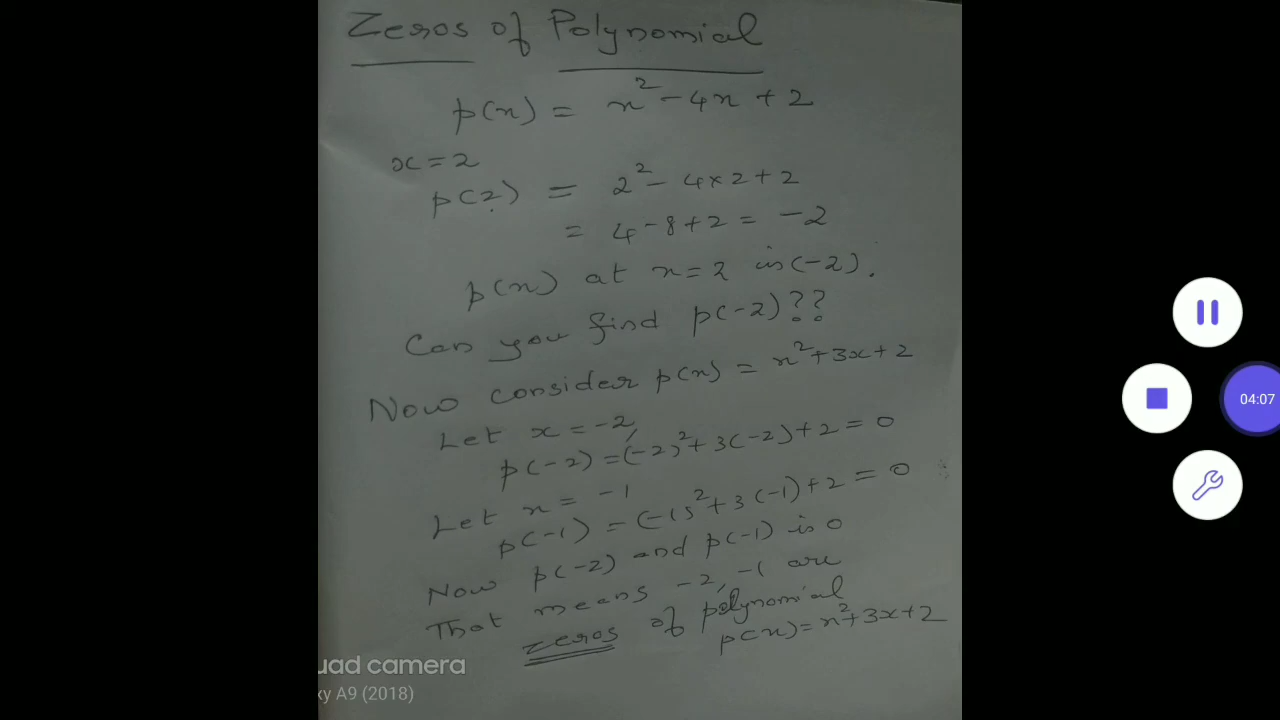 Zeros of Polynomial
p(x) = x² - 4x + 2
x = 2
p(2) = 2² - 4×2 + 2
= 4 - 8 + 2 = -2
p(x) at x = 2 is (-2).
Can you find p(-2)??
Now consider p(x) = x² + 3x + 2
Let x = -2,
p(-2) = (-2)² + 3(-2) + 2 = 0
Let x = -1
p(-1) = (-1)² + 3(-1) + 2 = 0
Now p(-2) and p(-1) is 0
That means -2, -1 are
zeros of polynomial
p(x) = x² + 3x + 2
uad camera
xy A9 (2018)
04:07